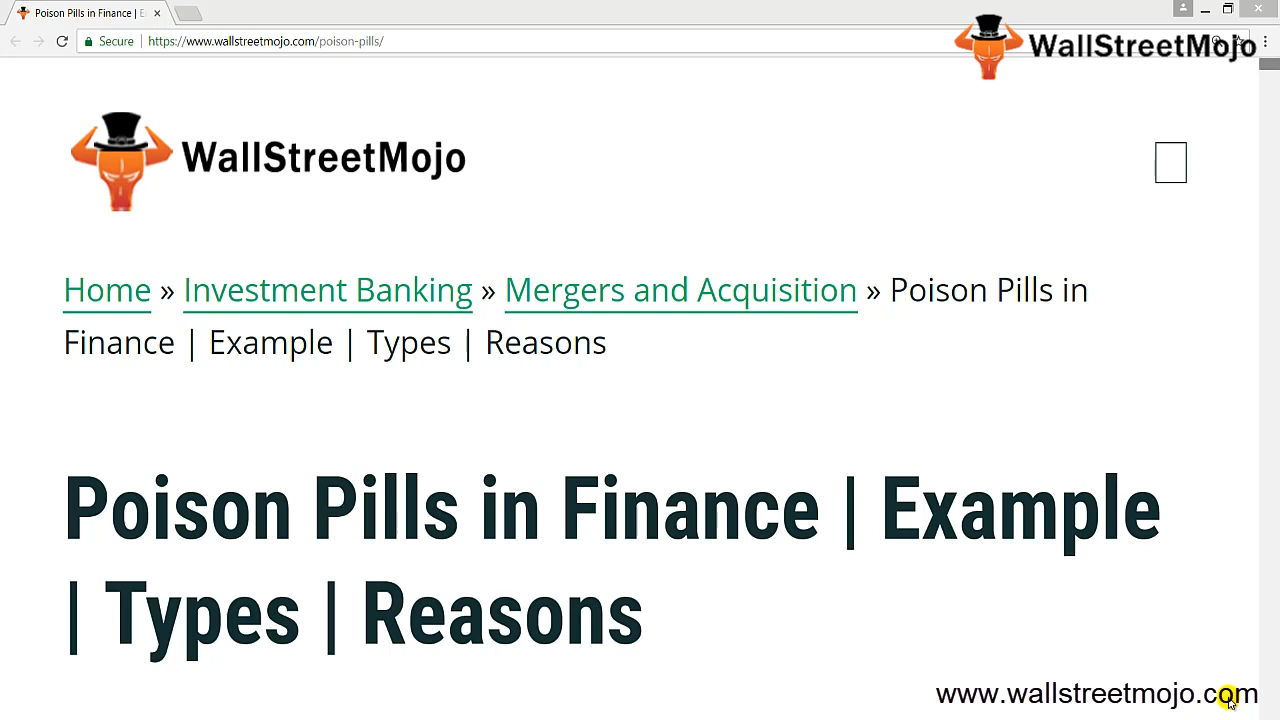 Poison Pills in Finance | E
Secure | https://www.wallstreetmojo.com/poison-pills/
WallStreetMojo
WallStreetMojo
Home » Investment Banking » Mergers and Acquisition » Poison Pills in
Finance | Example | Types | Reasons
Poison Pills in Finance | Example
| Types | Reasons
www.wallstreetmojo.com